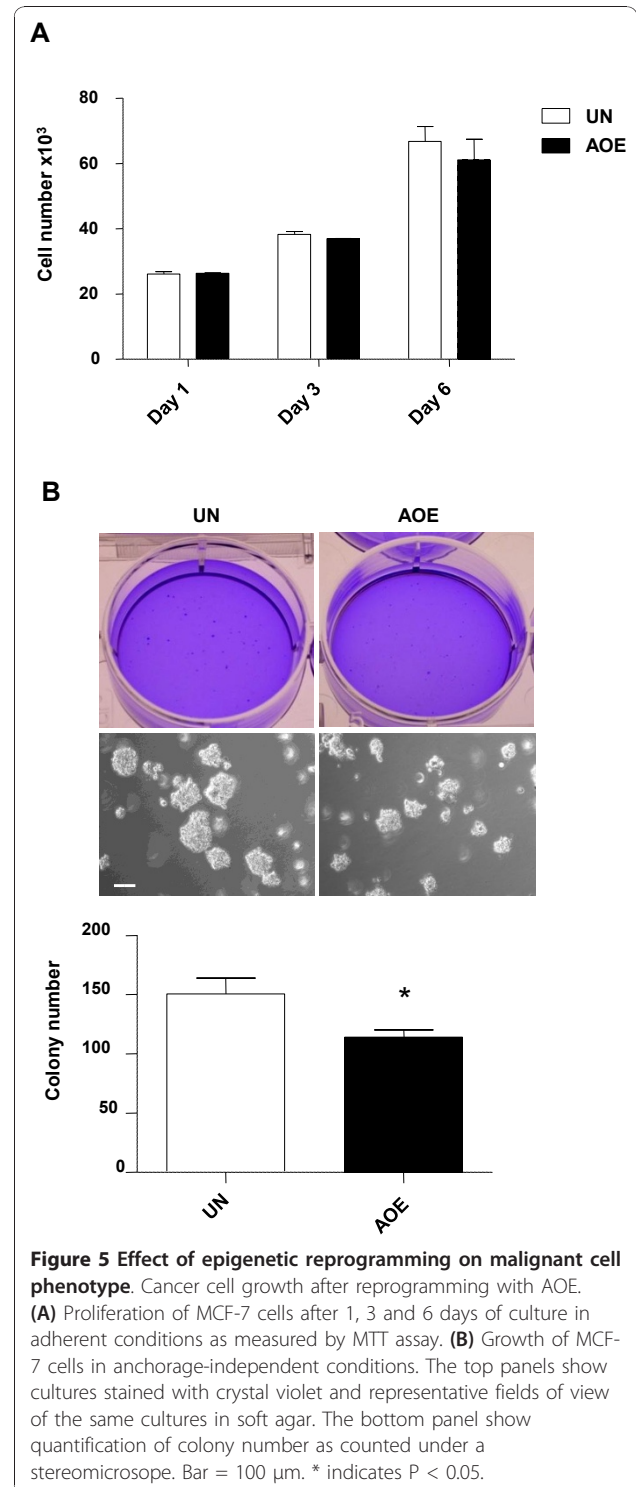 A
80
60
40
20
0
Cell number x10³
UN
AOE
Day 1
Day 3
Day 6
B
UN
AOE
200
150
100
50
0
Colony number
*
UN
AOE
Figure 5 Effect of epigenetic reprogramming on malignant cell
phenotype. Cancer cell growth after reprogramming with AOE.
(A) Proliferation of MCF-7 cells after 1, 3 and 6 days of culture in
adherent conditions as measured by MTT assay. (B) Growth of MCF-
7 cells in anchorage-independent conditions. The top panels show
cultures stained with crystal violet and representative fields of view
of the same cultures in soft agar. The bottom panel show
quantification of colony number as counted under a
stereomicrosope. Bar = 100 μm. * indicates P < 0.05.